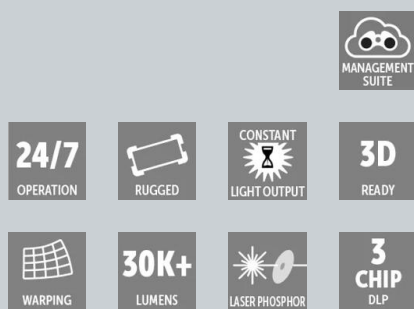 MANAGEMENT
SUITE
24/7
OPERATION
RUGGED
CONSTANT
LIGHT OUTPUT
3D
READY
WARPING
30K+
LUMENS
LASER PHOSPHOR
3
CHIP
DLP